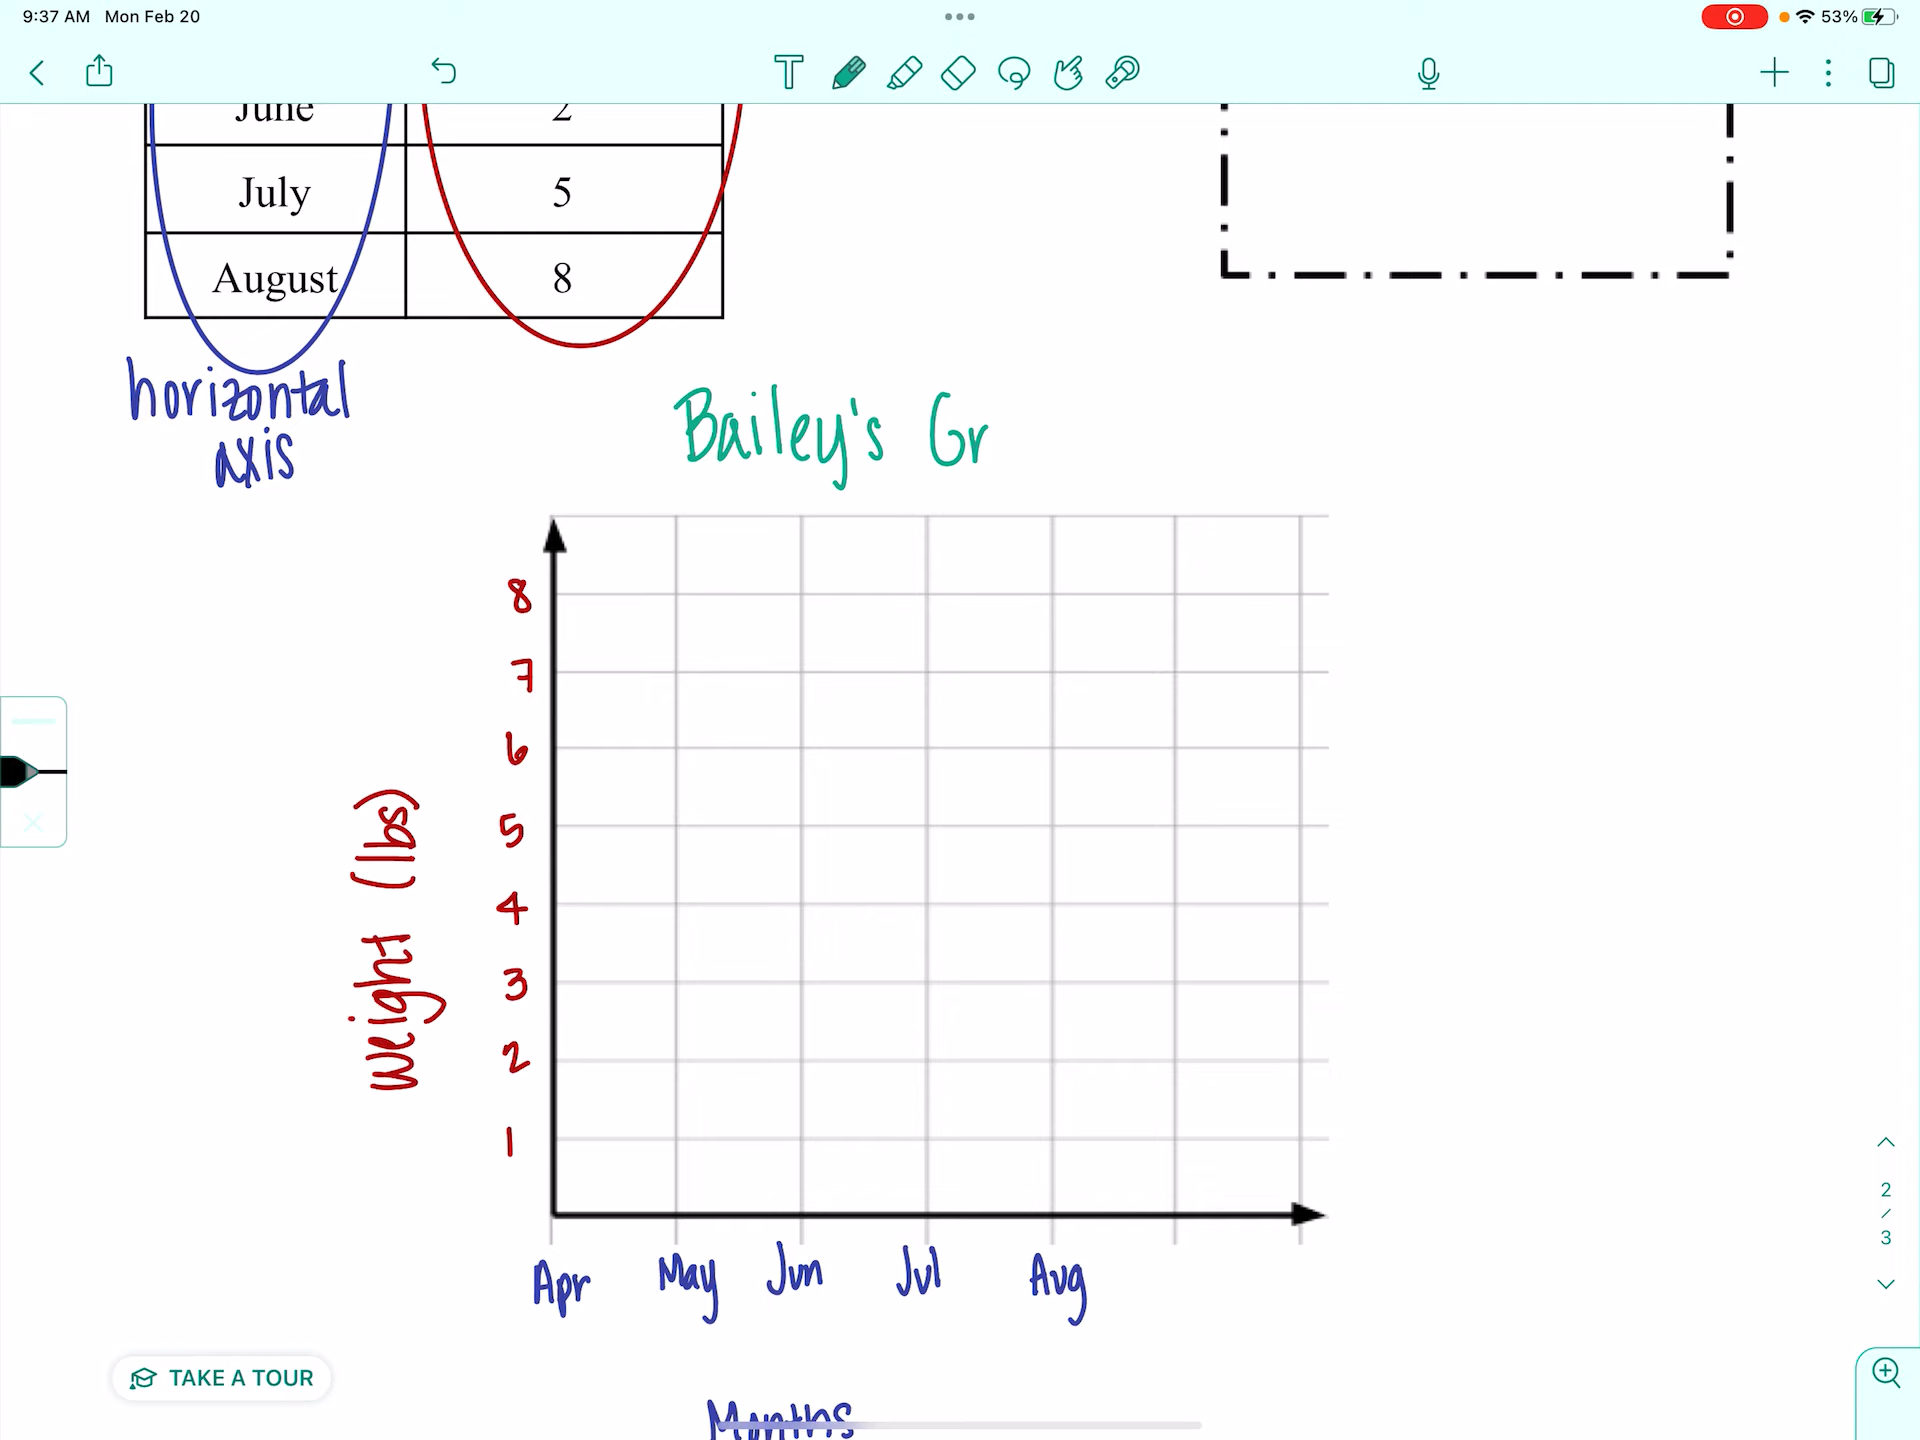 9:37 AM Mon Feb 20
53%
T
June 2
July 5
August 8
horizontal
axis
Bailey's Gr
8
7
6
5
4
3
2
1
Weight (lbs)
Apr May Jun Jul Aug
Months
2
/
3
TAKE A TOUR